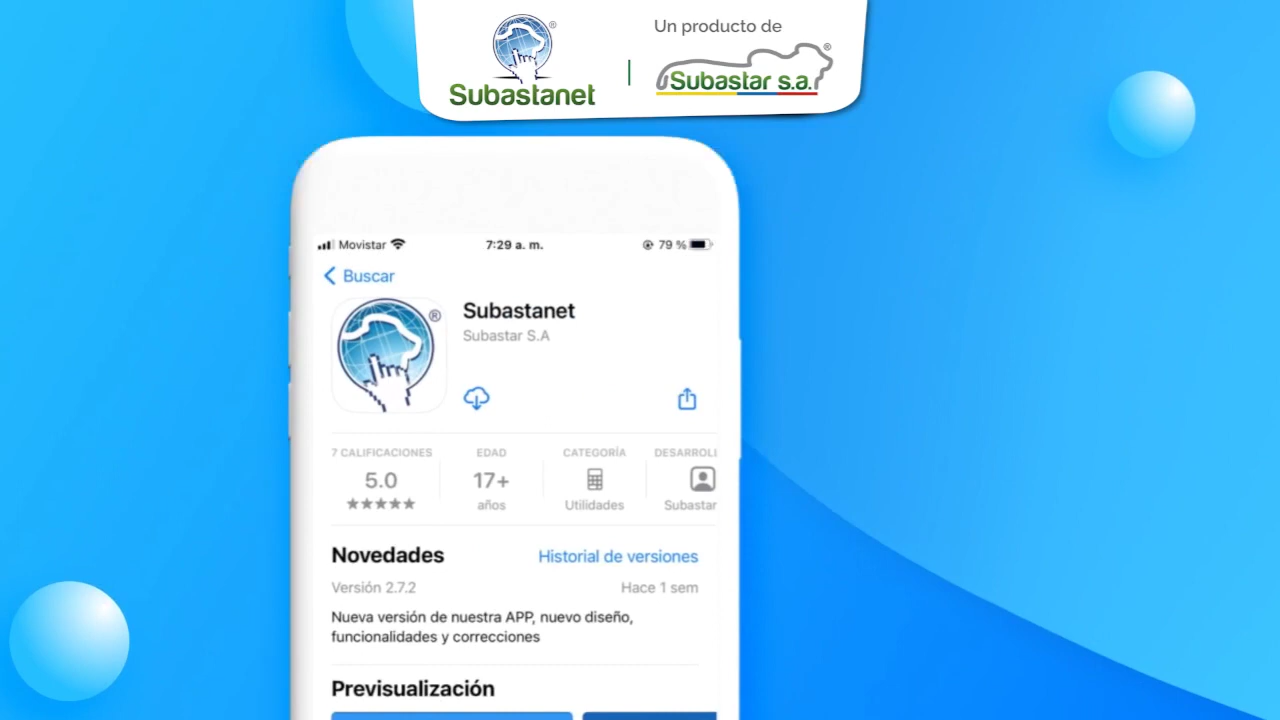 Subastanet
®
Un producto de
Subastar s.a.
®
Movistar
7:29 a. m.
79 %
Buscar
®
Subastanet
Subastar S.A
7 CALIFICACIONES
EDAD
CATEGORÍA
DESARROLL
5.0
17+
★★★★★
años
Utilidades
Subastar
Novedades
Historial de versiones
Versión 2.7.2
Hace 1 sem
Nueva versión de nuestra APP, nuevo diseño,
funcionalidades y correcciones
Previsualización